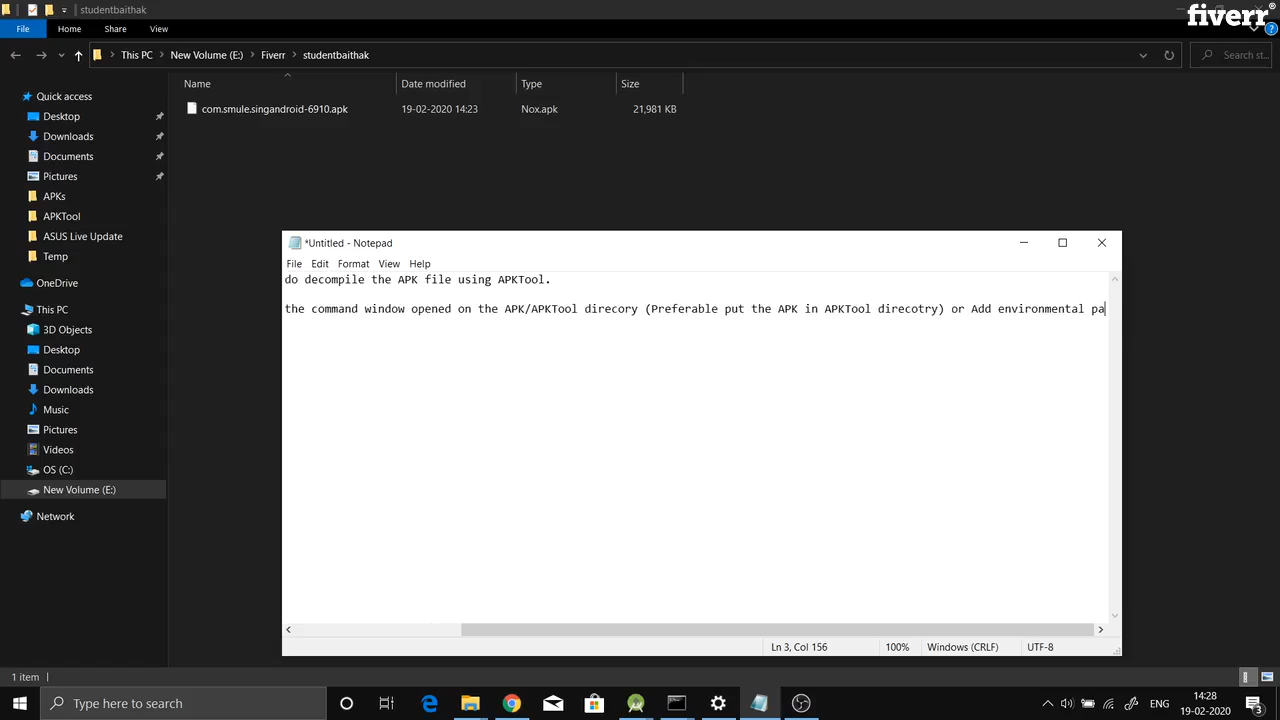 studentbaithak
fiverr®
File Home Share View
This PC New Volume (E:) Fiverr studentbaithak
Search st...
Name Date modified Type Size
com.smule.singandroid-6910.apk 19-02-2020 14:23 Nox.apk 21,981 KB
Quick access
Desktop
Downloads
Documents
Pictures
APKs
APKTool
ASUS Live Update
Temp
OneDrive
This PC
3D Objects
Desktop
Documents
Downloads
Music
Pictures
Videos
OS (C:)
New Volume (E:)
Network
*Untitled - Notepad
File Edit Format View Help
do decompile the APK file using APKTool.
the command window opened on the APK/APKTool direcory (Preferable put the APK in APKTool direcotry) or Add environmental pa
Ln 3, Col 156 100% Windows (CRLF) UTF-8
1 item
Type here to search
ENG
14:28
19-02-2020
3